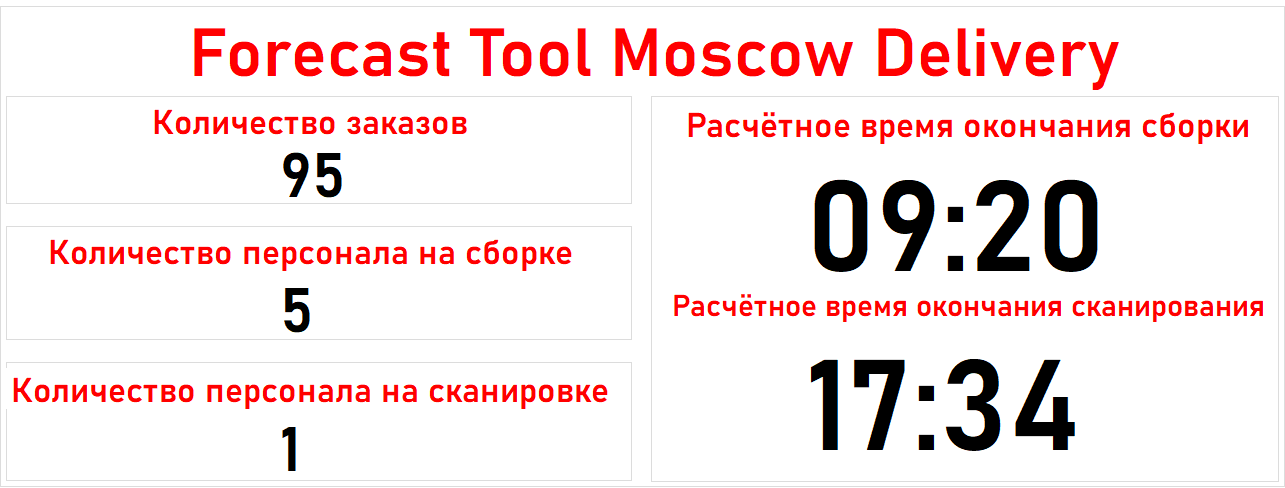 Forecast Tool Moscow Delivery
Количество заказов
95
Количество персонала на сборке
5
Количество персонала на сканировке
1
Расчётное время окончания сборки
09:20
Расчётное время окончания сканирования
17:34